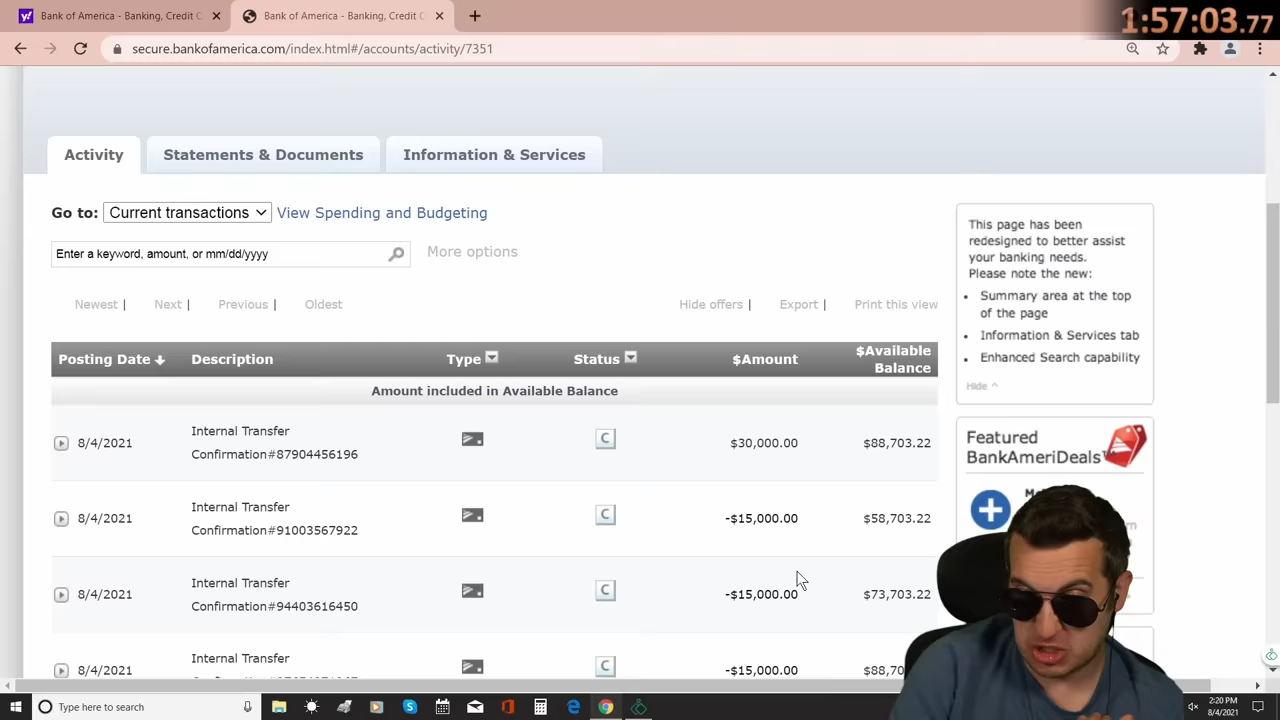 Bank of America - Banking, Credit C
Bank of America - Banking, Credit C
1:57:03.77
secure.bankofamerica.com/index.html#/accounts/activity/7351
Activity
Statements & Documents
Information & Services
Go to: Current transactions View Spending and Budgeting
Enter a keyword, amount, or mm/dd/yyyy
More options
Newest | Next | Previous | Oldest
Hide offers | Export | Print this view
Posting Date Description Type Status $Amount $Available Balance
Amount included in Available Balance
8/4/2021 Internal Transfer $30,000.00 $88,703.22
Confirmation#87904456196
8/4/2021 Internal Transfer -$15,000.00 $58,703.22
Confirmation#91003567922
8/4/2021 Internal Transfer -$15,000.00 $73,703.22
Confirmation#94403616450
8/4/2021 Internal Transfer -$15,000.00
This page has been
redesigned to better assist
your banking needs.
Please note the new:
• Summary area at the top
of the page
• Information & Services tab
• Enhanced Search capability
Hide ^
Featured
BankAmeriDeals™
Type here to search
2:20 PM
8/4/2021